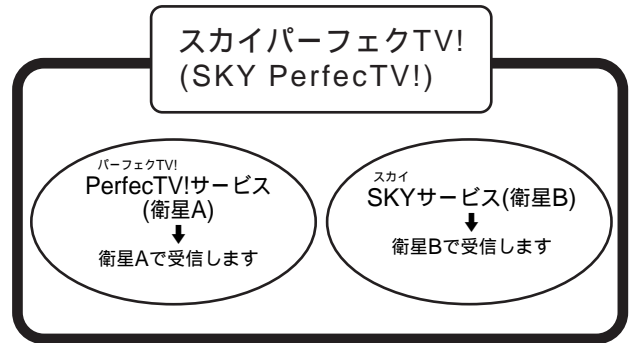 スカイパーフェクTV!
(SKY PerfecTV!)
パーフェクTV!
PerfecTV!サービス
(衛星A)
衛星Aで受信します
スカイ
SKYサービス(衛星B)
衛星Bで受信します